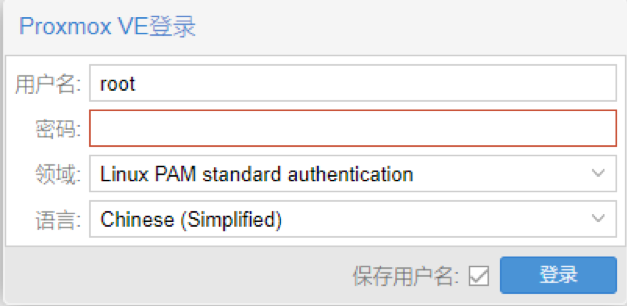 Proxmox VE登录
用户名: root
密码:
领域: Linux PAM standard authentication
语言: Chinese (Simplified)
保存用户名: 登录